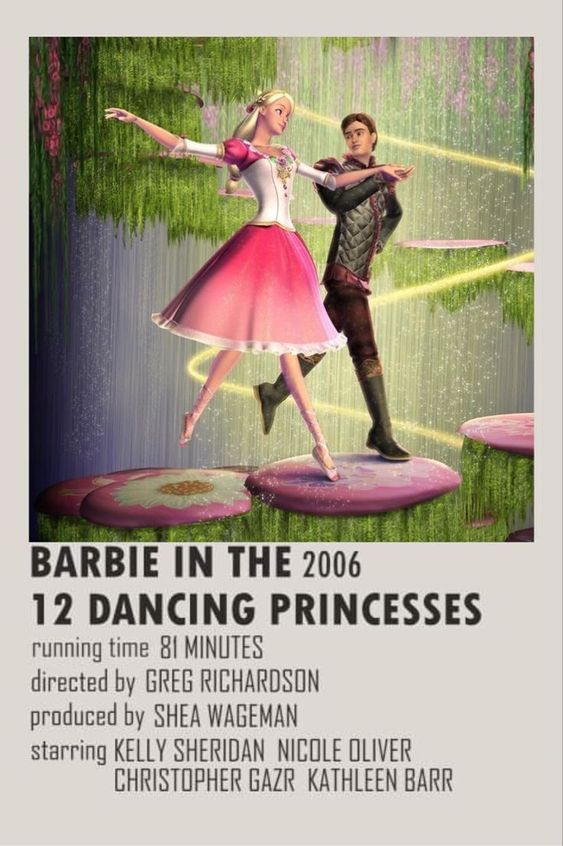 BARBIE IN THE 2006
12 DANCING PRINCESSES
running time 81 MINUTES
directed by GREG RICHARDSON
produced by SHEA WAGEMAN
starring KELLY SHERIDAN NICOLE OLIVER
CHRISTOPHER GAZR KATHLEEN BARR